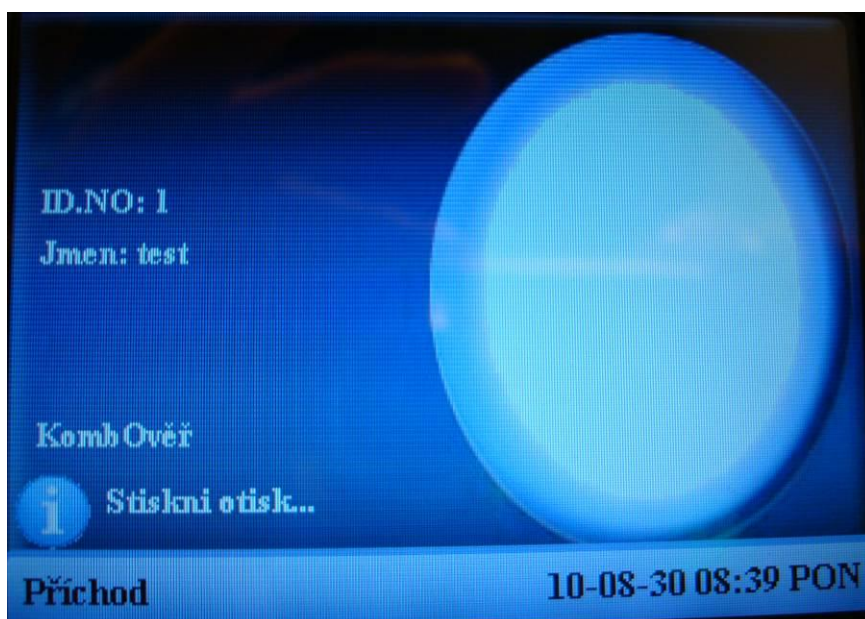 ID.NO: 1
Jmen: test
Komb Ověř
i
Stiskni otisk...
Příchod
10-08-30 08:39 PON